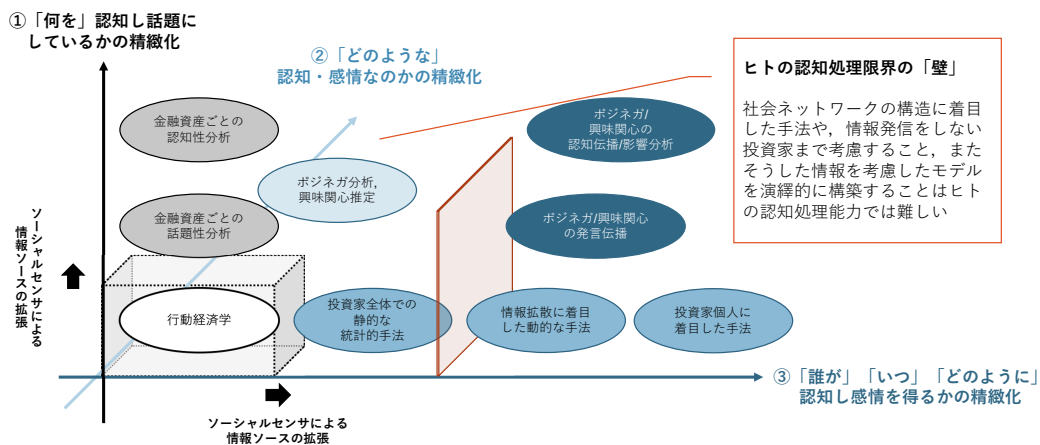 ①「何を」認知し話題に
しているかの精緻化
②「どのような」
認知・感情なのかの精緻化
ヒトの認知処理限界の「壁」
社会ネットワークの構造に着目
した手法や，情報発信をしない
投資家まで考慮すること，また
そうした情報を考慮したモデル
を演繹的に構築することはヒト
の認知処理能力では難しい
金融資産ごとの
認知性分析
ポジネガ/
興味関心の
認知伝播/影響分析
ポジネガ分析,
興味関心推定
金融資産ごとの
話題性分析
ポジネガ/興味関心
の発言伝播
ソーシャルセンサによる
情報ソースの拡張
行動経済学
投資家全体での
静的な
統計的手法
情報拡散に着目
した動的な手法
投資家個人に
着目した手法
③「誰が」「いつ」「どのように」
認知し感情を得るかの精緻化
ソーシャルセンサによる
情報ソースの拡張